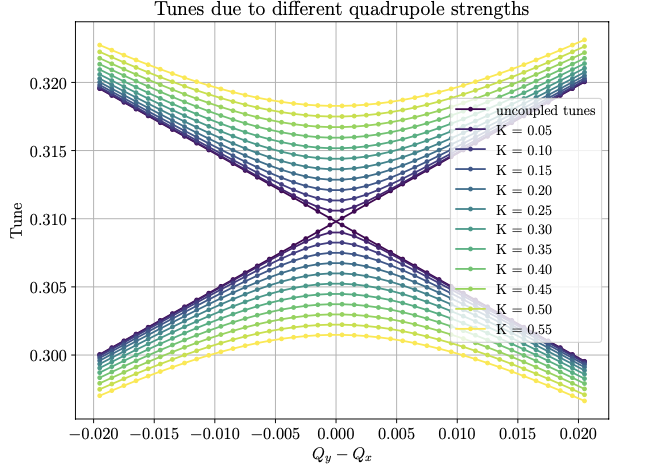 Tunes due to different quadrupole strengths
0.320
0.315
0.310
0.305
0.300
Tune
uncoupled tunes
K = 0.05
K = 0.10
K = 0.15
K = 0.20
K = 0.25
K = 0.30
K = 0.35
K = 0.40
K = 0.45
K = 0.50
K = 0.55
−0.020 −0.015 −0.010 −0.005 0.000 0.005 0.010 0.015 0.020
Q_y − Q_x